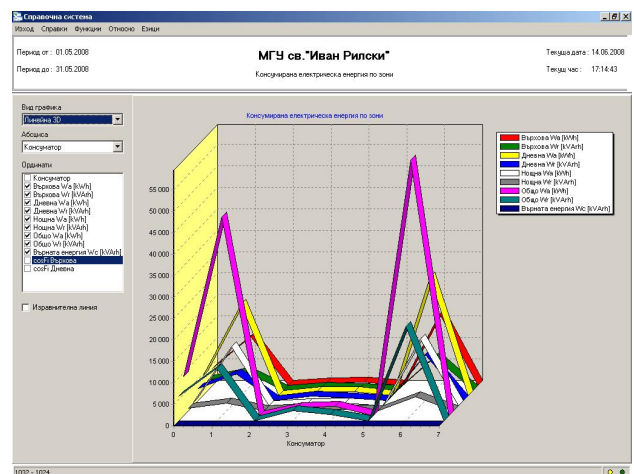 Справочна система
Изход Справки Функции Относно Езици
Период от : 01.05.2008
Период до : 31.05.2008
МГУ св."Иван Рилски"
Консумирана електрическа енергия по зони
Текуша дата : 14.06.2008
Текущ час : 17:14:43
Вид графика
Линейна 3D
Абсциса
Консуматор
Ординати
Консуматор
Върхова Wa [kWh]
Върхова Wr [kVArh]
Дневна Wa [kWh]
Дневна Wr [kVArh]
Нощна Wa [kWh]
Нощна Wr [kVArh]
Общо Wa [kWh]
Общо Wr [kVArh]
Върната енергия Wc [kVArh]
cosFi Върхова
cosFi Дневна
Изравнителна линия
Консумирана електрическа енергия по зони
55 000
50 000
45 000
40 000
35 000
30 000
25 000
20 000
15 000
10 000
5 000
0
0 1 2 3 4 5 6 7
Консуматор
Върхова Wa [kWh]
Върхова Wr [kVArh]
Дневна Wa [kWh]
Дневна Wr [kVArh]
Нощна Wa [kWh]
Нощна Wr [kVArh]
Общо Wa [kWh]
Общо Wr [kVArh]
Върната енергия Wc [kVArh]
1032 - 1024